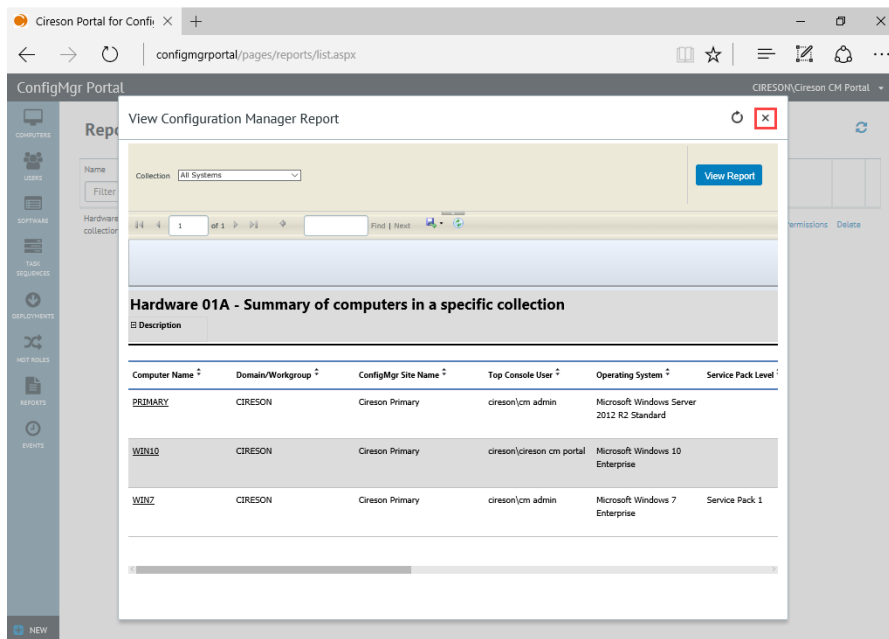 Cireson Portal for Config
configmgrportal/pages/reports/list.aspx
ConfigMgr Portal
CIRESON\Cireson CM Portal
COMPUTERS
USERS
SOFTWARE
TASK
SEQUENCES
DEPLOYMENTS
MDT ROLES
REPORTS
EVENTS
NEW
Repo
Name
Filter
Hardware
collection
ermissions Delete
View Configuration Manager Report
Collection All Systems
View Report
1 of 1 Find | Next
Hardware 01A - Summary of computers in a specific collection
Description
Computer Name Domain/Workgroup ConfigMgr Site Name Top Console User Operating System Service Pack Level
PRIMARY CIRESON Cireson Primary cireson\cm admin Microsoft Windows Server
2012 R2 Standard
WIN10 CIRESON Cireson Primary cireson\cireson cm portal Microsoft Windows 10
Enterprise
WIN7 CIRESON Cireson Primary cireson\cm admin Microsoft Windows 7 Service Pack 1
Enterprise